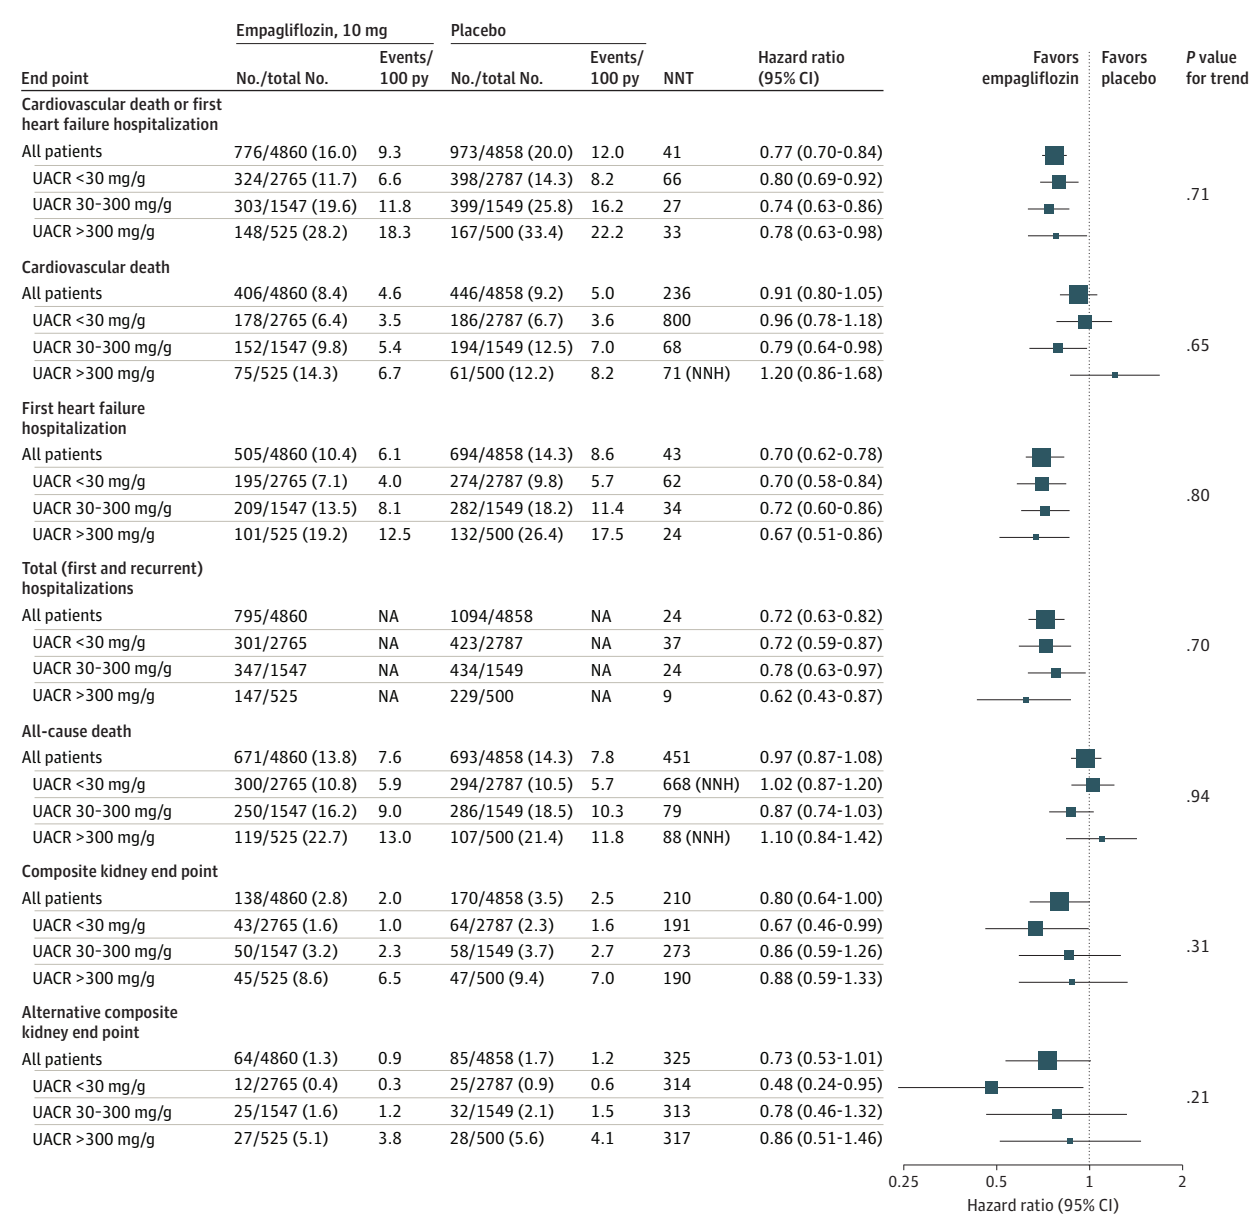 Empagliflozin, 10 mg Placebo
Events/ Events/ Hazard ratio Favors Favors P value
End point No./total No. 100 py No./total No. 100 py NNT (95% CI) empagliflozin placebo for trend
Cardiovascular death or first
heart failure hospitalization
All patients 776/4860 (16.0) 9.3 973/4858 (20.0) 12.0 41 0.77 (0.70-0.84)
UACR <30 mg/g 324/2765 (11.7) 6.6 398/2787 (14.3) 8.2 66 0.80 (0.69-0.92)
.71
UACR 30-300 mg/g 303/1547 (19.6) 11.8 399/1549 (25.8) 16.2 27 0.74 (0.63-0.86)
UACR >300 mg/g 148/525 (28.2) 18.3 167/500 (33.4) 22.2 33 0.78 (0.63-0.98)
Cardiovascular death
All patients 406/4860 (8.4) 4.6 446/4858 (9.2) 5.0 236 0.91 (0.80-1.05)
UACR <30 mg/g 178/2765 (6.4) 3.5 186/2787 (6.7) 3.6 800 0.96 (0.78-1.18)
UACR 30-300 mg/g 152/1547 (9.8) 5.4 194/1549 (12.5) 7.0 68 0.79 (0.64-0.98)
.65
UACR >300 mg/g 75/525 (14.3) 6.7 61/500 (12.2) 8.2 71 (NNH) 1.20 (0.86-1.68)
First heart failure
hospitalization
All patients 505/4860 (10.4) 6.1 694/4858 (14.3) 8.6 43 0.70 (0.62-0.78)
UACR <30 mg/g 195/2765 (7.1) 4.0 274/2787 (9.8) 5.7 62 0.70 (0.58-0.84)
.80
UACR 30-300 mg/g 209/1547 (13.5) 8.1 282/1549 (18.2) 11.4 34 0.72 (0.60-0.86)
UACR >300 mg/g 101/525 (19.2) 12.5 132/500 (26.4) 17.5 24 0.67 (0.51-0.86)
Total (first and recurrent)
hospitalizations
All patients 795/4860 NA 1094/4858 NA 24 0.72 (0.63-0.82)
UACR <30 mg/g 301/2765 NA 423/2787 NA 37 0.72 (0.59-0.87)
.70
UACR 30-300 mg/g 347/1547 NA 434/1549 NA 24 0.78 (0.63-0.97)
UACR >300 mg/g 147/525 NA 229/500 NA 9 0.62 (0.43-0.87)
All-cause death
All patients 671/4860 (13.8) 7.6 693/4858 (14.3) 7.8 451 0.97 (0.87-1.08)
UACR <30 mg/g 300/2765 (10.8) 5.9 294/2787 (10.5) 5.7 668 (NNH) 1.02 (0.87-1.20)
.94
UACR 30-300 mg/g 250/1547 (16.2) 9.0 286/1549 (18.5) 10.3 79 0.87 (0.74-1.03)
UACR >300 mg/g 119/525 (22.7) 13.0 107/500 (21.4) 11.8 88 (NNH) 1.10 (0.84-1.42)
Composite kidney end point
All patients 138/4860 (2.8) 2.0 170/4858 (3.5) 2.5 210 0.80 (0.64-1.00)
UACR <30 mg/g 43/2765 (1.6) 1.0 64/2787 (2.3) 1.6 191 0.67 (0.46-0.99)
.31
UACR 30-300 mg/g 50/1547 (3.2) 2.3 58/1549 (3.7) 2.7 273 0.86 (0.59-1.26)
UACR >300 mg/g 45/525 (8.6) 6.5 47/500 (9.4) 7.0 190 0.88 (0.59-1.33)
Alternative composite
kidney end point
All patients 64/4860 (1.3) 0.9 85/4858 (1.7) 1.2 325 0.73 (0.53-1.01)
UACR <30 mg/g 12/2765 (0.4) 0.3 25/2787 (0.9) 0.6 314 0.48 (0.24-0.95)
.21
UACR 30-300 mg/g 25/1547 (1.6) 1.2 32/1549 (2.1) 1.5 313 0.78 (0.46-1.32)
UACR >300 mg/g 27/525 (5.1) 3.8 28/500 (5.6) 4.1 317 0.86 (0.51-1.46)
0.25 0.5 1 2
Hazard ratio (95% CI)